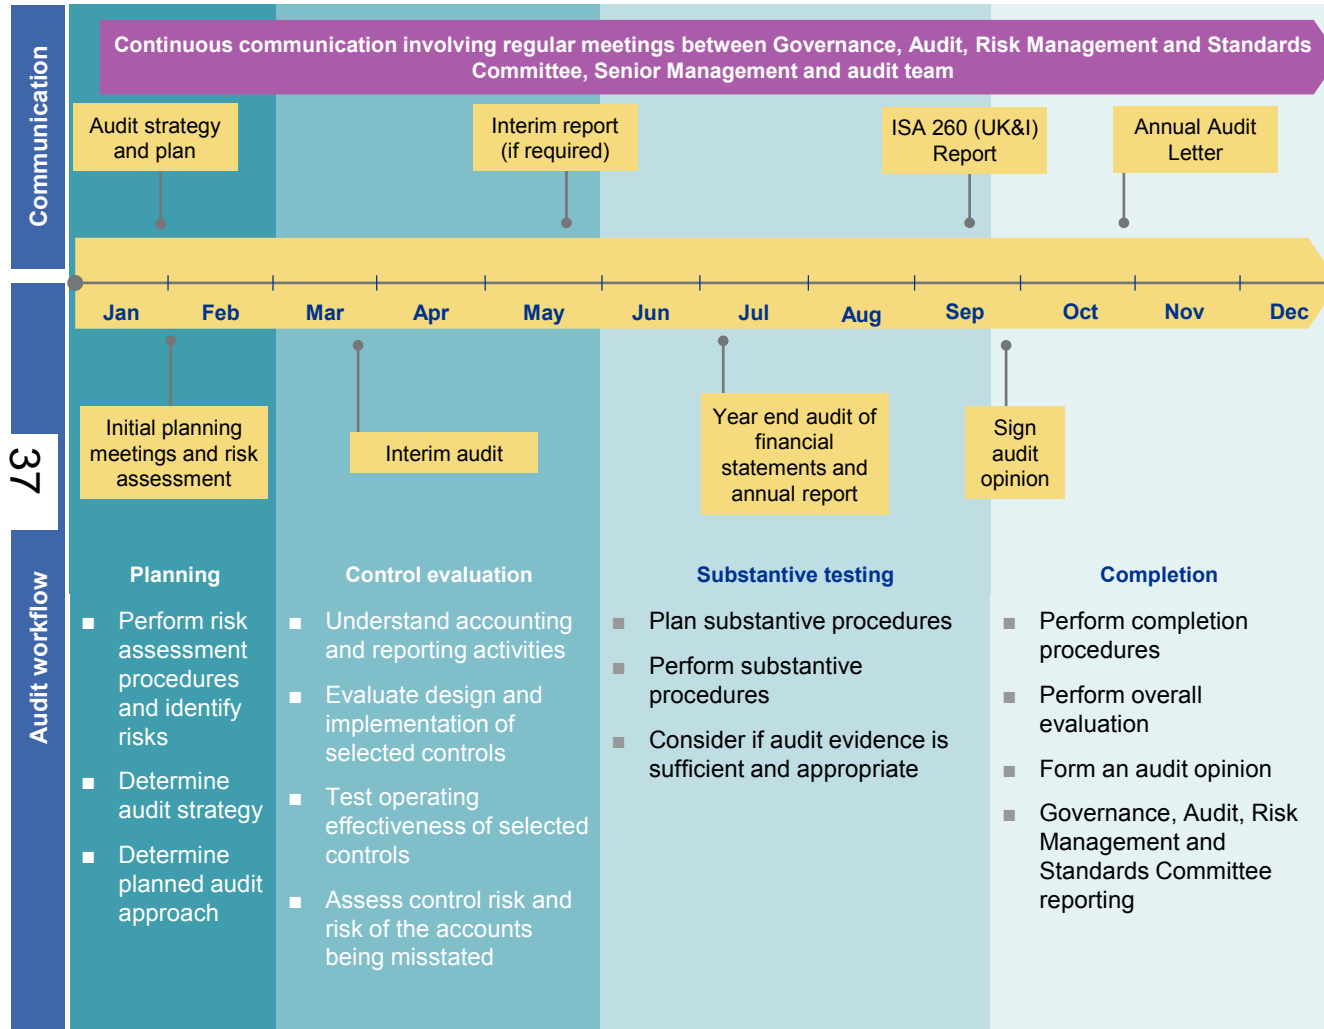 Communication
Continuous communication involving regular meetings between Governance, Audit, Risk Management and Standards
Committee, Senior Management and audit team
Audit strategy
and plan
Interim report
(if required)
ISA 260 (UK&I)
Report
Annual Audit
Letter
Jan
Feb
Mar
Apr
May
Jun
Jul
Aug
Sep
Oct
Nov
Dec
Initial planning
meetings and risk
assessment
Interim audit
Year end audit of
financial
statements and
annual report
Sign
audit
opinion
37
Audit workflow
Planning
■ Perform risk
assessment
procedures
and identify
risks
■ Determine
audit strategy
■ Determine
planned audit
approach
Control evaluation
■ Understand accounting
and reporting activities
■ Evaluate design and
implementation of
selected controls
■ Test operating
effectiveness of selected
controls
■ Assess control risk and
risk of the accounts
being misstated
Substantive testing
■ Plan substantive procedures
■ Perform substantive
procedures
■ Consider if audit evidence is
sufficient and appropriate
Completion
■ Perform completion
procedures
■ Perform overall
evaluation
■ Form an audit opinion
■ Governance, Audit, Risk
Management and
Standards Committee
reporting